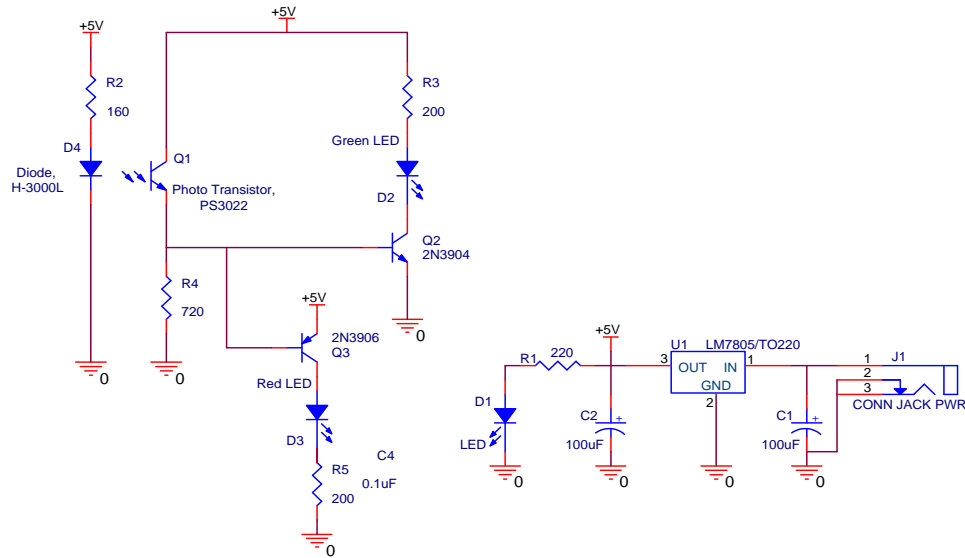 +5V
+5V
R2
160
R3
200
Green LED
D4
Diode,
H-3000L
Q1
Photo Transistor,
PS3022
D2
Q2
2N3904
R4
720
0
0
0
+5V
2N3906
Q3
Red LED
D3
C4
0.1uF
R5
200
0
+5V
R1
220
U1
LM7805/TO220
3
OUT
IN
1
GND
2
J1
1
2
3
CONN JACK PWR
D1
LED
C2
+
100uF
C1
+
100uF
0
0
0
0